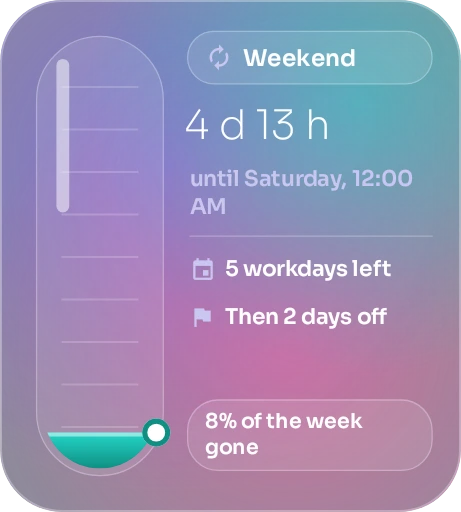 Weekend
4 d 13 h
until Saturday, 12:00
AM
5 workdays left
Then 2 days off
8% of the week
gone